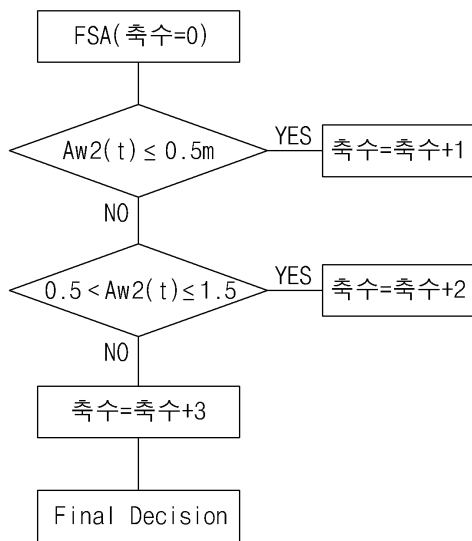 FSA(축수=0)
Aw2(t) ≤ 0.5m
YES
축수=축수+1
NO
0.5 < Aw2(t) ≤ 1.5
YES
축수=축수+2
NO
축수=축수+3
Final Decision